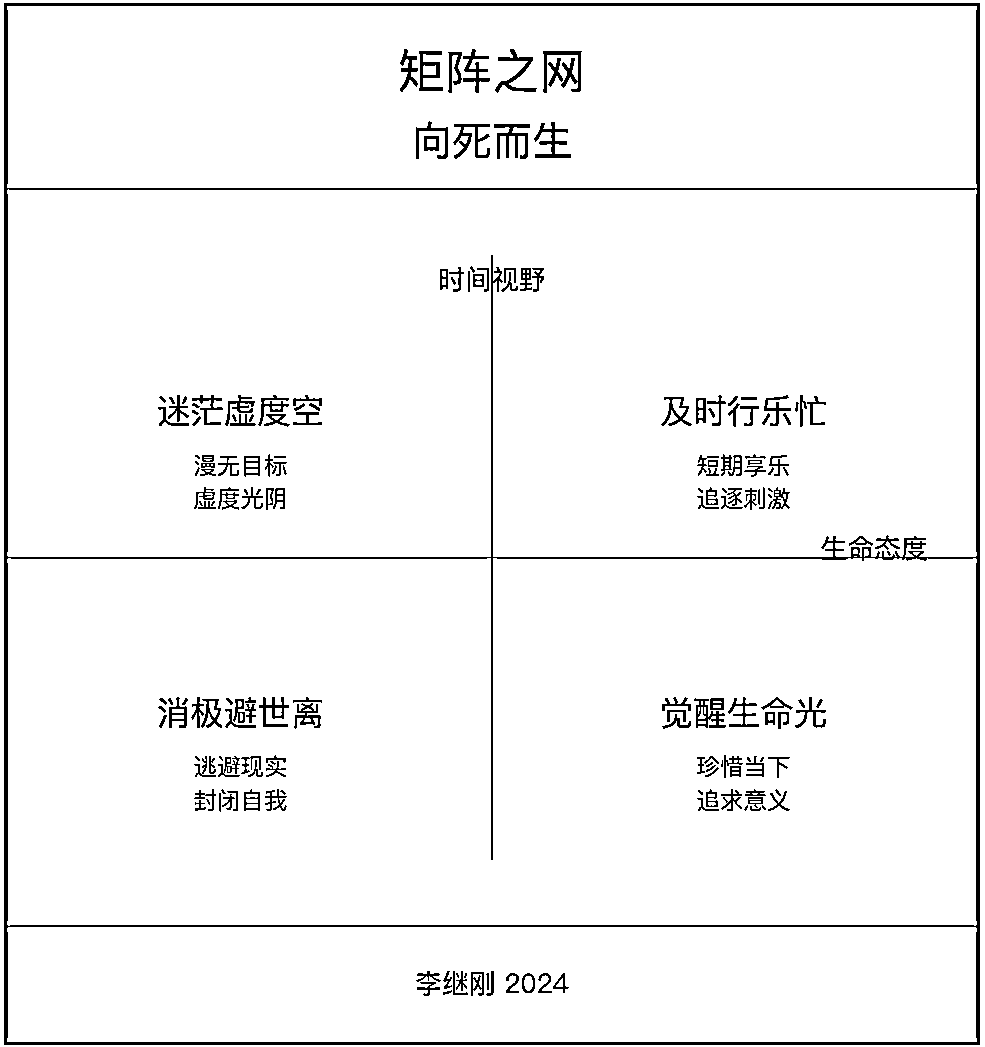 矩阵之网
向死而生
时间视野
迷茫虚度空
漫无目标
虚度光阴
及时行乐忙
短期享乐
追逐刺激
生命态度
消极避世离
逃避现实
封闭自我
觉醒生命光
珍惜当下
追求意义
李继刚 2024